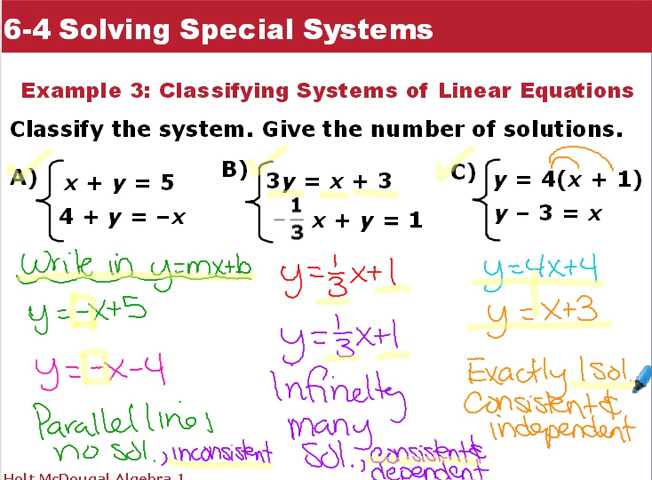 6-4 Solving Special Systems
Example 3: Classifying Systems of Linear Equations
Classify the system. Give the number of solutions.
A) x + y = 5
4 + y = –x
B) 3y = x + 3
-1/3 x + y = 1
C) y = 4(x + 1)
y – 3 = x
Write in y=mx+b
y=-x+5
y=-x-4
Parallel lines
no sol., inconsistent
y=1/3x+1
y=1/3x+1
Infinelty
many
sol., consistent &
dependent
y=4x+4
y=x+3
Exactly 1 sol.
Consistent &
independent
Holt McDougal Algebra 1